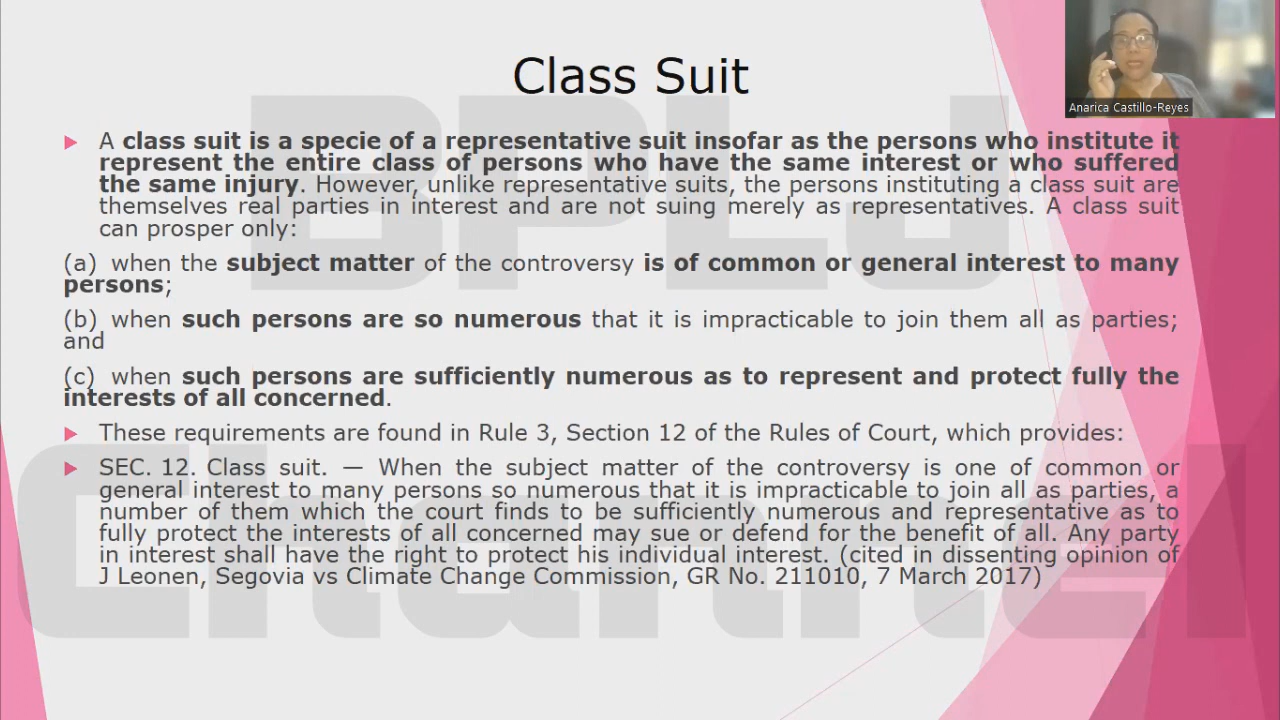 Class Suit
Anarica Castillo-Reyes
A class suit is a specie of a representative suit insofar as the persons who institute it
represent the entire class of persons who have the same interest or who suffered
the same injury. However, unlike representative suits, the persons instituting a class suit are
themselves real parties in interest and are not suing merely as representatives. A class suit
can prosper only:
(a) when the subject matter of the controversy is of common or general interest to many
persons;
(b) when such persons are so numerous that it is impracticable to join them all as parties;
and
(c) when such persons are sufficiently numerous as to represent and protect fully the
interests of all concerned.
These requirements are found in Rule 3, Section 12 of the Rules of Court, which provides:
SEC. 12. Class suit. — When the subject matter of the controversy is one of common or
general interest to many persons so numerous that it is impracticable to join all as parties, a
number of them which the court finds to be sufficiently numerous and representative as to
fully protect the interests of all concerned may sue or defend for the benefit of all. Any party
in interest shall have the right to protect his individual interest. (cited in dissenting opinion of
J Leonen, Segovia vs Climate Change Commission, GR No. 211010, 7 March 2017)
BPLJ
Channel